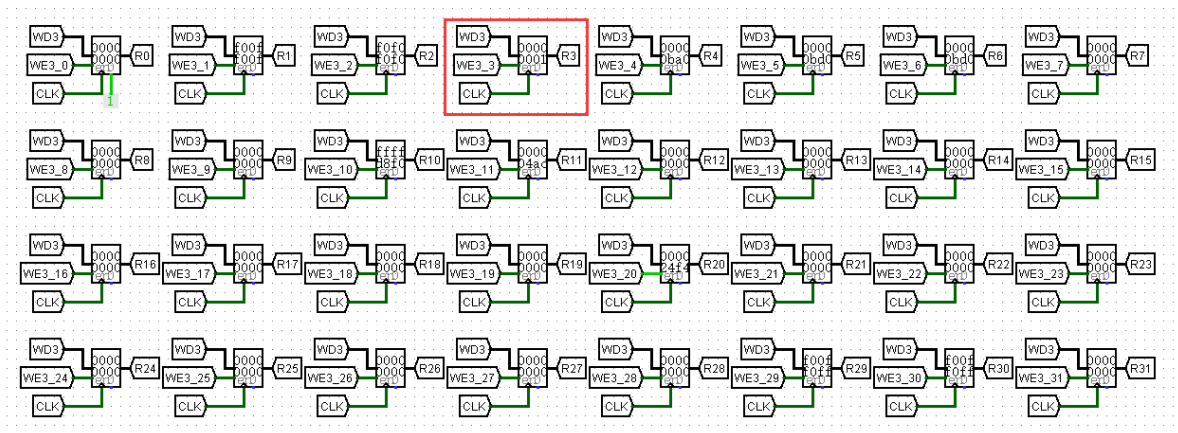 WD3 WD3 WD3 WD3 WD3 WD3 WD3 WD3
0000 f00f f0f0 0000 0000 0000 0000 0000
R0 R1 R2 R3 R4 R5 R6 R7
WE3_0 0000 WE3_1 f00f WE3_2 f0f0 WE3_3 0001 WE3_4 0ba0 WE3_5 0bd0 WE3_6 WE3_7 0000
CLK CLK CLK CLK CLK CLK CLK CLK
1
WD3 WD3 WD3 WD3 WD3 WD3 WD3 WD3
0000 0000 ffff 0000 0000 0000 0000 0000
R8 R9 R10 R11 R12 R13 R14 R15
WE3_8 0000 WE3_9 0000 WE3_10 WE3_11 WE3_12 0000 WE3_13 0000 WE3_14 0000 WE3_15 0000
CLK CLK CLK CLK CLK CLK CLK CLK
WD3 WD3 WD3 WD3 WD3 WD3 WD3 WD3
0000 0000 0000 0000 0000 0000 0000 0000
R16 R17 R18 R19 R20 R21 R22 R23
WE3_16 0000 WE3_17 0000 WE3_18 0000 WE3_19 0000 WE3_20 24f4 WE3_21 0000 WE3_22 0000 WE3_23 0000
CLK CLK CLK CLK CLK CLK CLK CLK
WD3 WD3 WD3 WD3 WD3 WD3 WD3 WD3
0000 0000 0000 0000 0000 f00f f00f 0000
R24 R25 R26 R27 R28 R29 R30 R31
WE3_24 0000 WE3_25 0000 WE3_26 0000 WE3_27 0000 WE3_28 0000 WE3_29 f0ff WE3_30 f0ff WE3_31 0000
CLK CLK CLK CLK CLK CLK CLK CLK